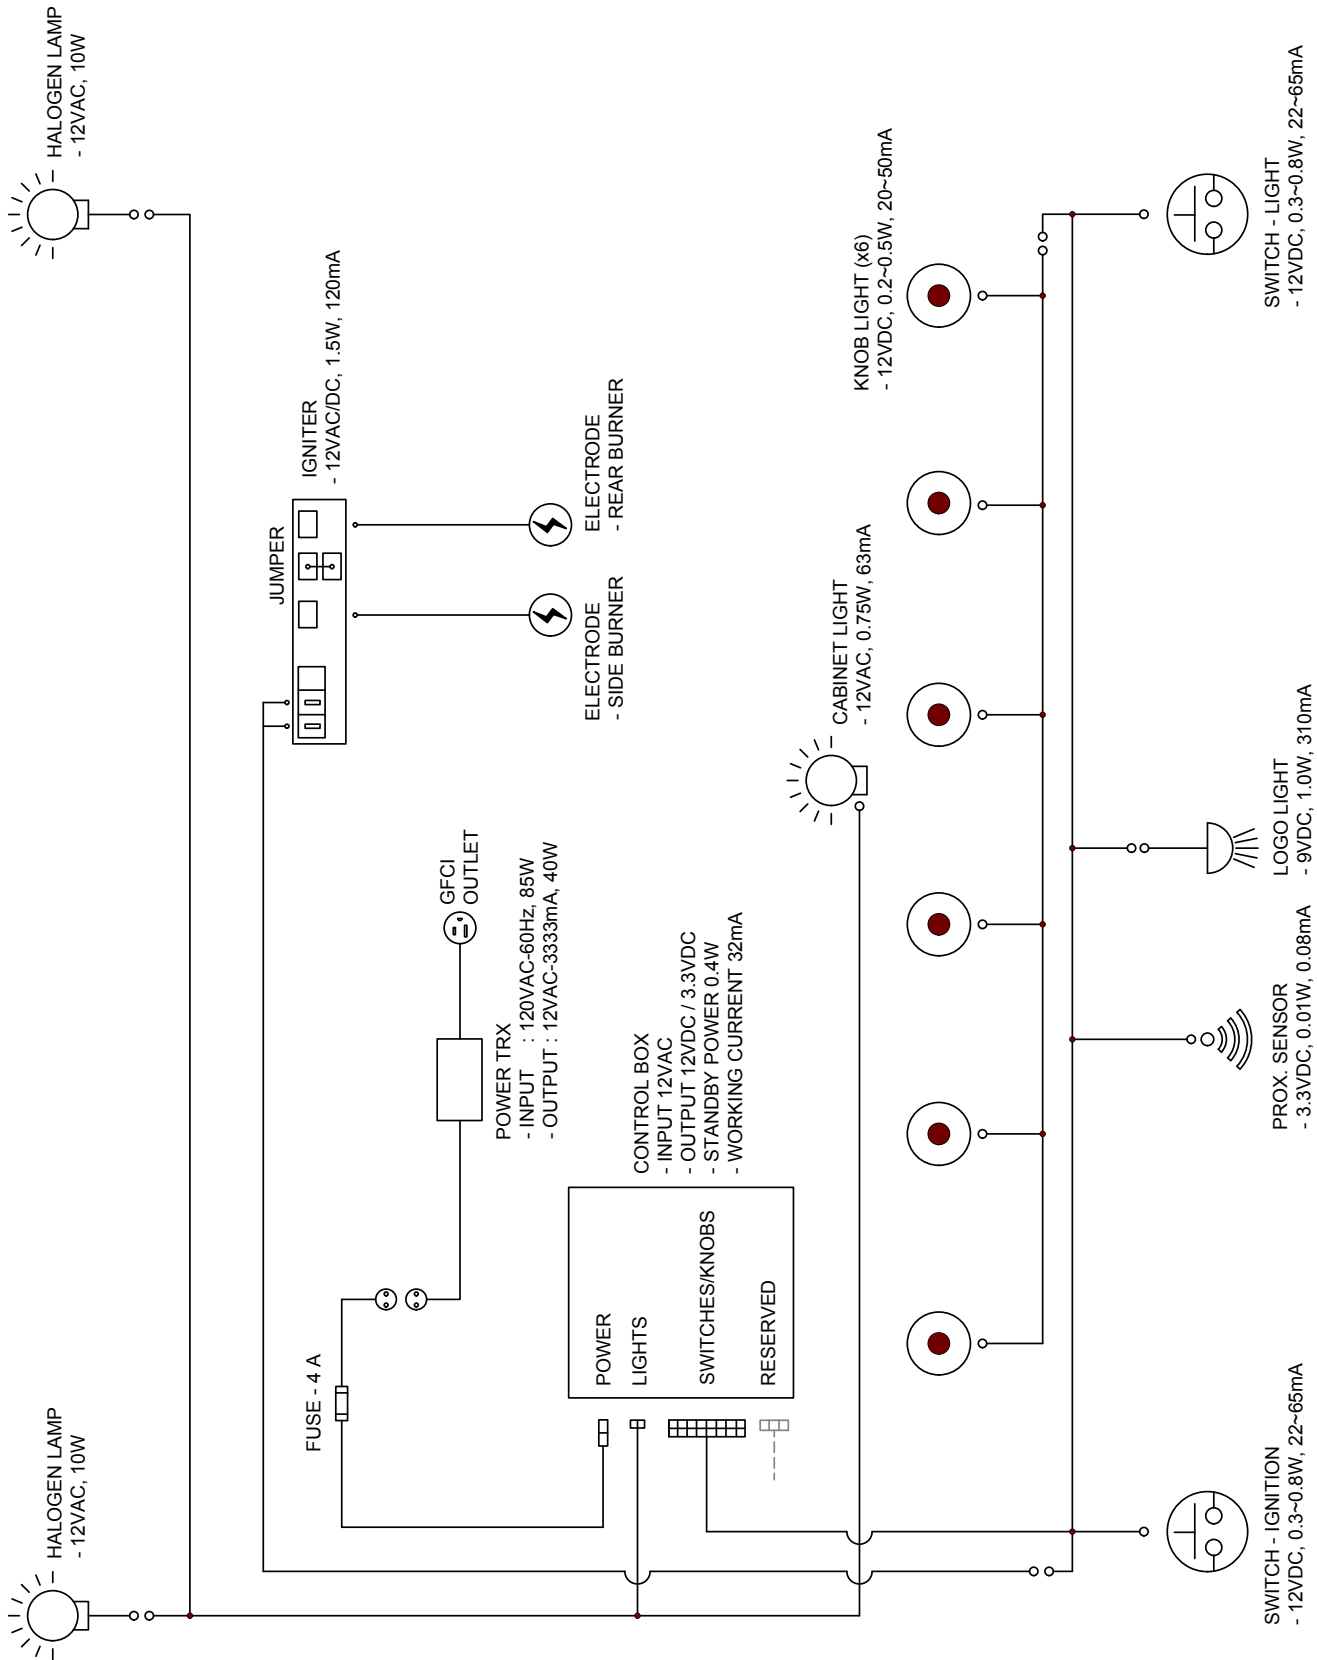 HALOGEN LAMP
- 12VAC, 10W
HALOGEN LAMP
- 12VAC, 10W
FUSE - 4 A
GFCI
OUTLET
POWER TRX
- INPUT : 120VAC-60Hz, 85W
- OUTPUT : 12VAC-3333mA, 40W
JUMPER
IGNITER
- 12VAC/DC, 1.5W, 120mA
ELECTRODE
- SIDE BURNER
ELECTRODE
- REAR BURNER
CONTROL BOX
- INPUT 12VAC
- OUTPUT 12VDC / 3.3VDC
- STANDBY POWER 0.4W
- WORKING CURRENT 32mA
POWER
LIGHTS
SWITCHES/KNOBS
RESERVED
CABINET LIGHT
- 12VAC, 0.75W, 63mA
KNOB LIGHT (x6)
- 12VDC, 0.2~0.5W, 20~50mA
SWITCH - IGNITION
- 12VDC, 0.3~0.8W, 22~65mA
PROX. SENSOR
- 3.3VDC, 0.01W, 0.08mA
LOGO LIGHT
- 9VDC, 1.0W, 310mA
SWITCH - LIGHT
- 12VDC, 0.3~0.8W, 22~65mA